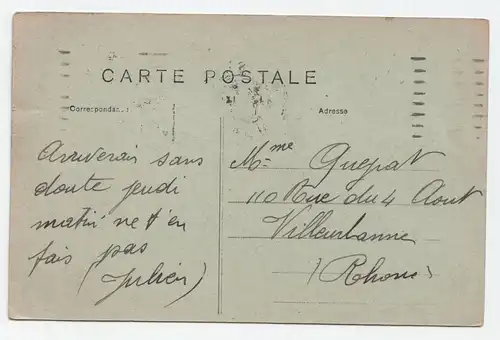 CARTE POSTALE
Correspondance
Adresse
Arriverai sans
doute jeudi
matin ne t'en
fais pas
(Julien)
Mme Guepat
110 Rue du 4 Aout
Villeurbanne
(Rhone)